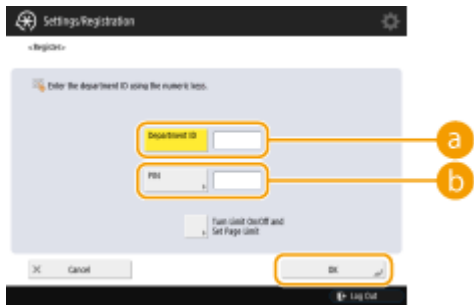 Settings/Registration
<Register>
Enter the department ID using the numeric keys.
Department ID
a
PIN
b
Turn Limit On/Off and
Set Page Limit
Cancel
OK
Log Out